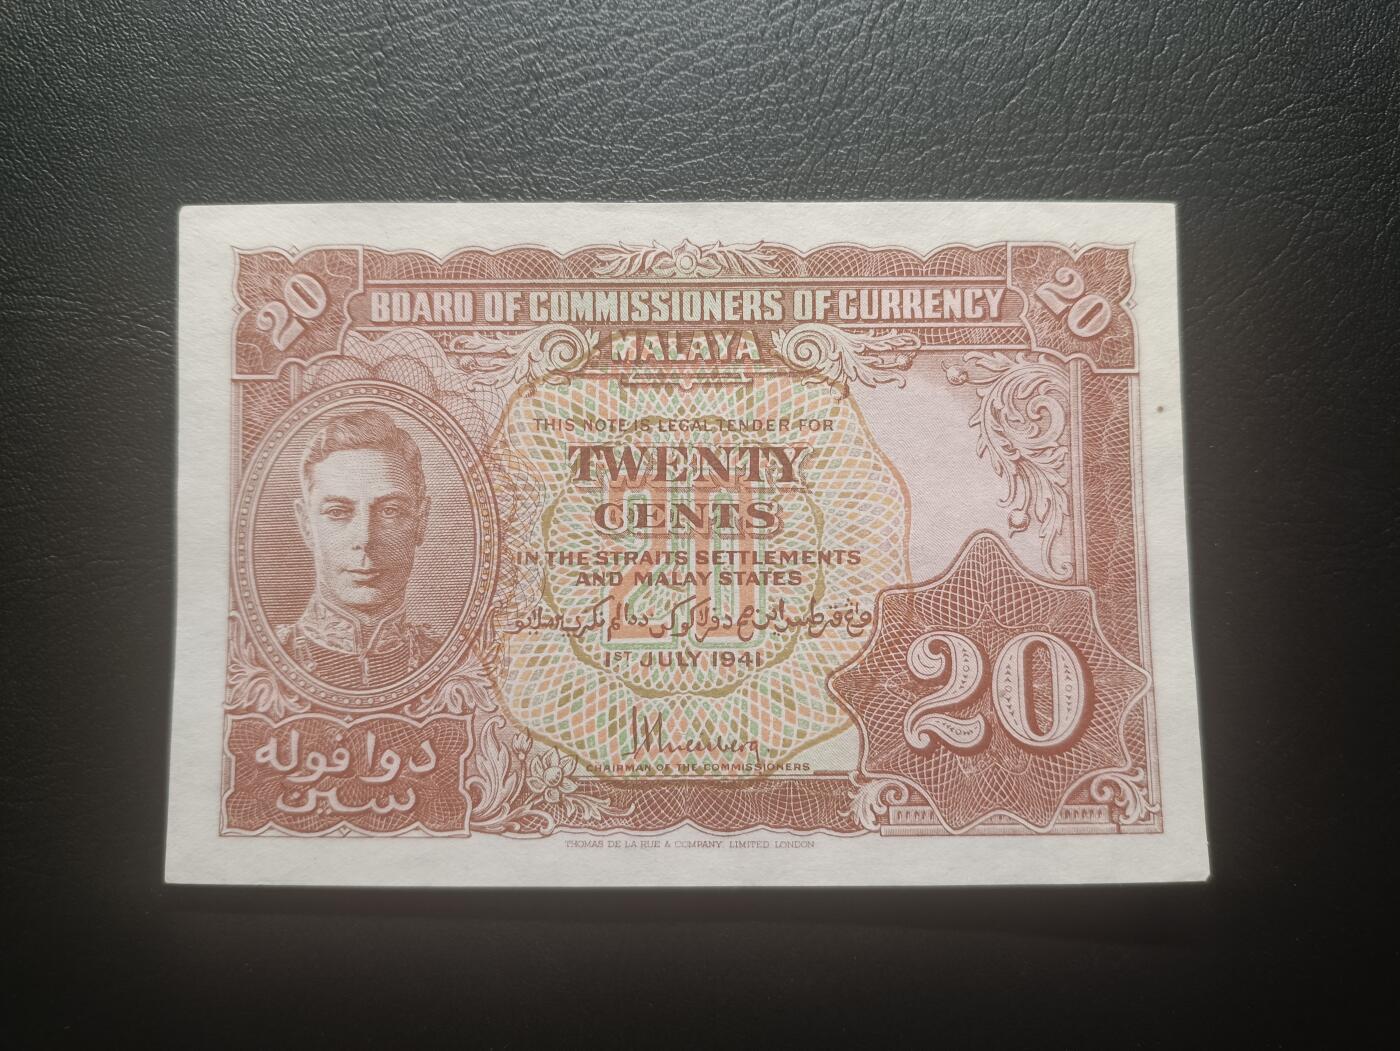 20
20
BOARD OF COMMISSIONERS OF CURRENCY
MALAYA
THIS NOTE IS LEGAL TENDER FOR
TWENTY
CENTS
20
IN THE STRAITS SETTLEMENTS
AND MALAY STATES
1ST JULY 1941
CHAIRMAN OF THE COMMISSIONERS
20
دوا ڤوله
سين
THOMAS DE LA RUE & COMPANY, LIMITED, LONDON